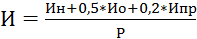 И = Ин+0,5*Ио+0,2*Ипр
Р